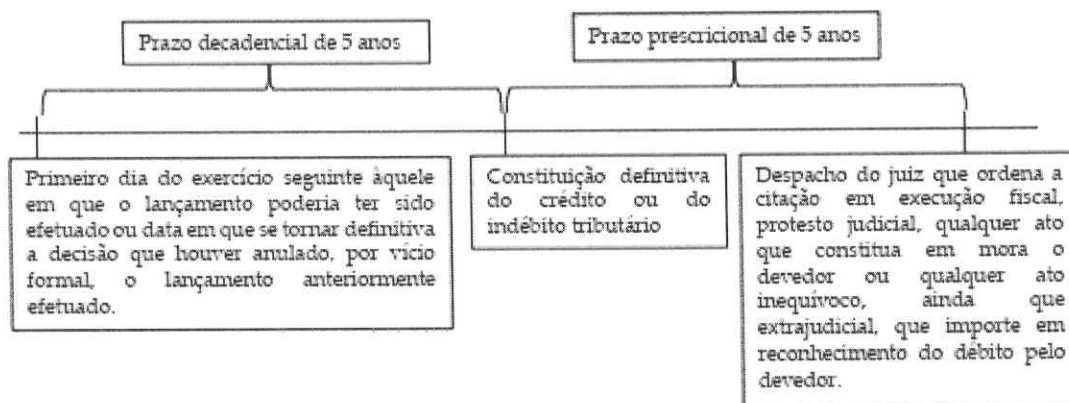 Prazo decadencial de 5 anos
Prazo prescricional de 5 anos
Primeiro dia do exercício seguinte àquele
em que o lançamento poderia ter sido
efetuado ou data em que se tornar definitiva
a decisão que houver anulado, por vício
formal, o lançamento anteriormente
efetuado.
Constituição definitiva
do crédito ou do
indébito tributário
Despacho do juiz que ordena a
citação em execução fiscal,
protesto judicial, qualquer ato
que constitua em mora o
devedor ou qualquer ato
inequívoco, ainda que
extrajudicial, que importe em
reconhecimento do débito pelo
devedor.